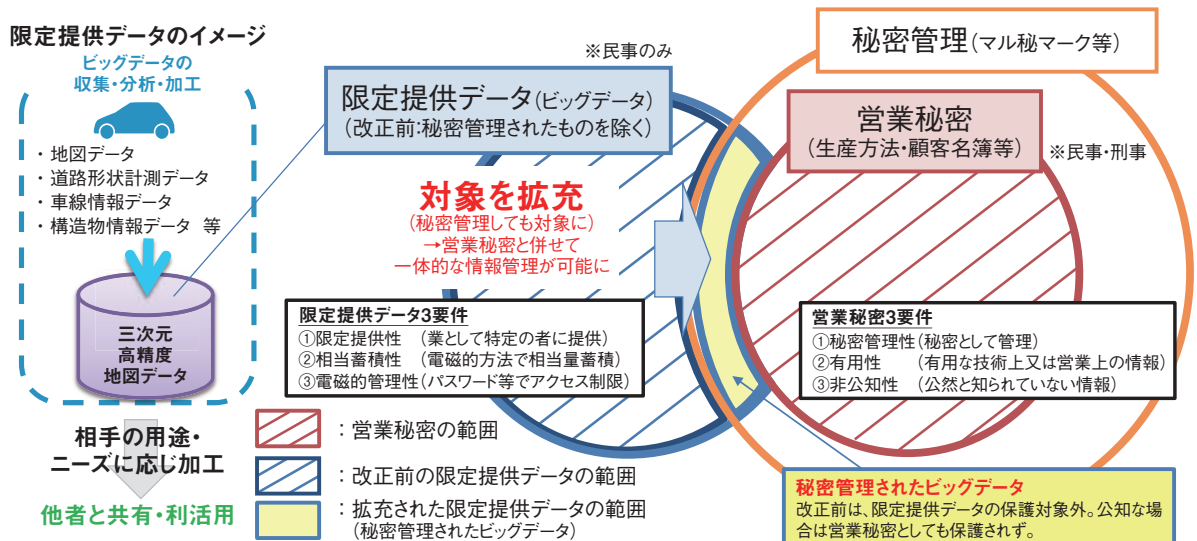 限定提供データのイメージ
ビッグデータの
収集・分析・加工
・地図データ
・道路形状計測データ
・車線情報データ
・構造物情報データ 等
三次元
高精度
地図データ
相手の用途・
ニーズに応じ加工
他者と共有・利活用
※民事のみ
限定提供データ(ビッグデータ)
(改正前:秘密管理されたものを除く)
対象を拡充
(秘密管理しても対象に)
→営業秘密と併せて
一体的な情報管理が可能に
限定提供データ3要件
①限定提供性 (業として特定の者に提供)
②相当蓄積性 (電磁的方法で相当量蓄積)
③電磁的管理性(パスワード等でアクセス制限)
秘密管理(マル秘マーク等)
営業秘密
(生産方法・顧客名簿等)
※民事・刑事
営業秘密3要件
①秘密管理性(秘密として管理)
②有用性 (有用な技術上又は営業上の情報)
③非公知性 (公然と知られていない情報)
:営業秘密の範囲
:改正前の限定提供データの範囲
:拡充された限定提供データの範囲
(秘密管理されたビッグデータ)
秘密管理されたビッグデータ
改正前は、限定提供データの保護対象外。公知な場
合は営業秘密としても保護されず。